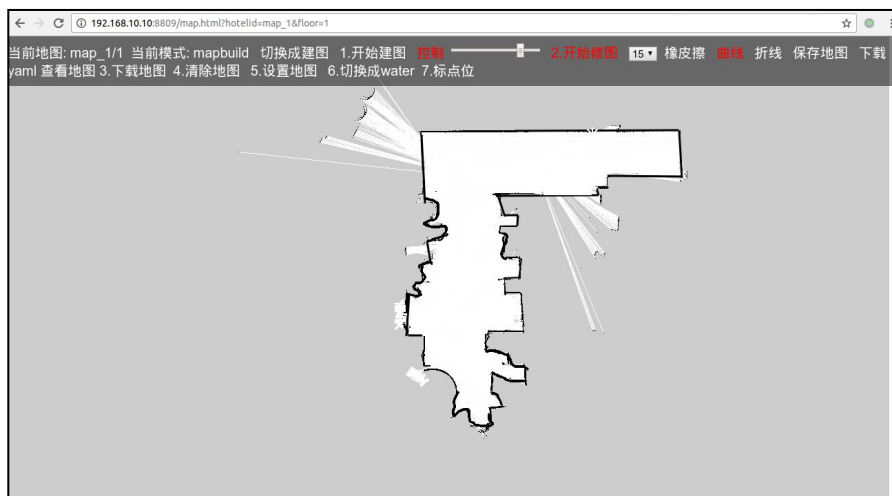 192.168.10.10:8809/map.html?hotelid=map_1&floor=1
当前地图: map_1/1 当前模式: mapbuild 切换成建图 1.开始建图 控制 2.开始修图 15 橡皮擦 曲线 折线 保存地图 下载
yaml 查看地图 3.下载地图 4.清除地图 5.设置地图 6.切换成water 7.标点位